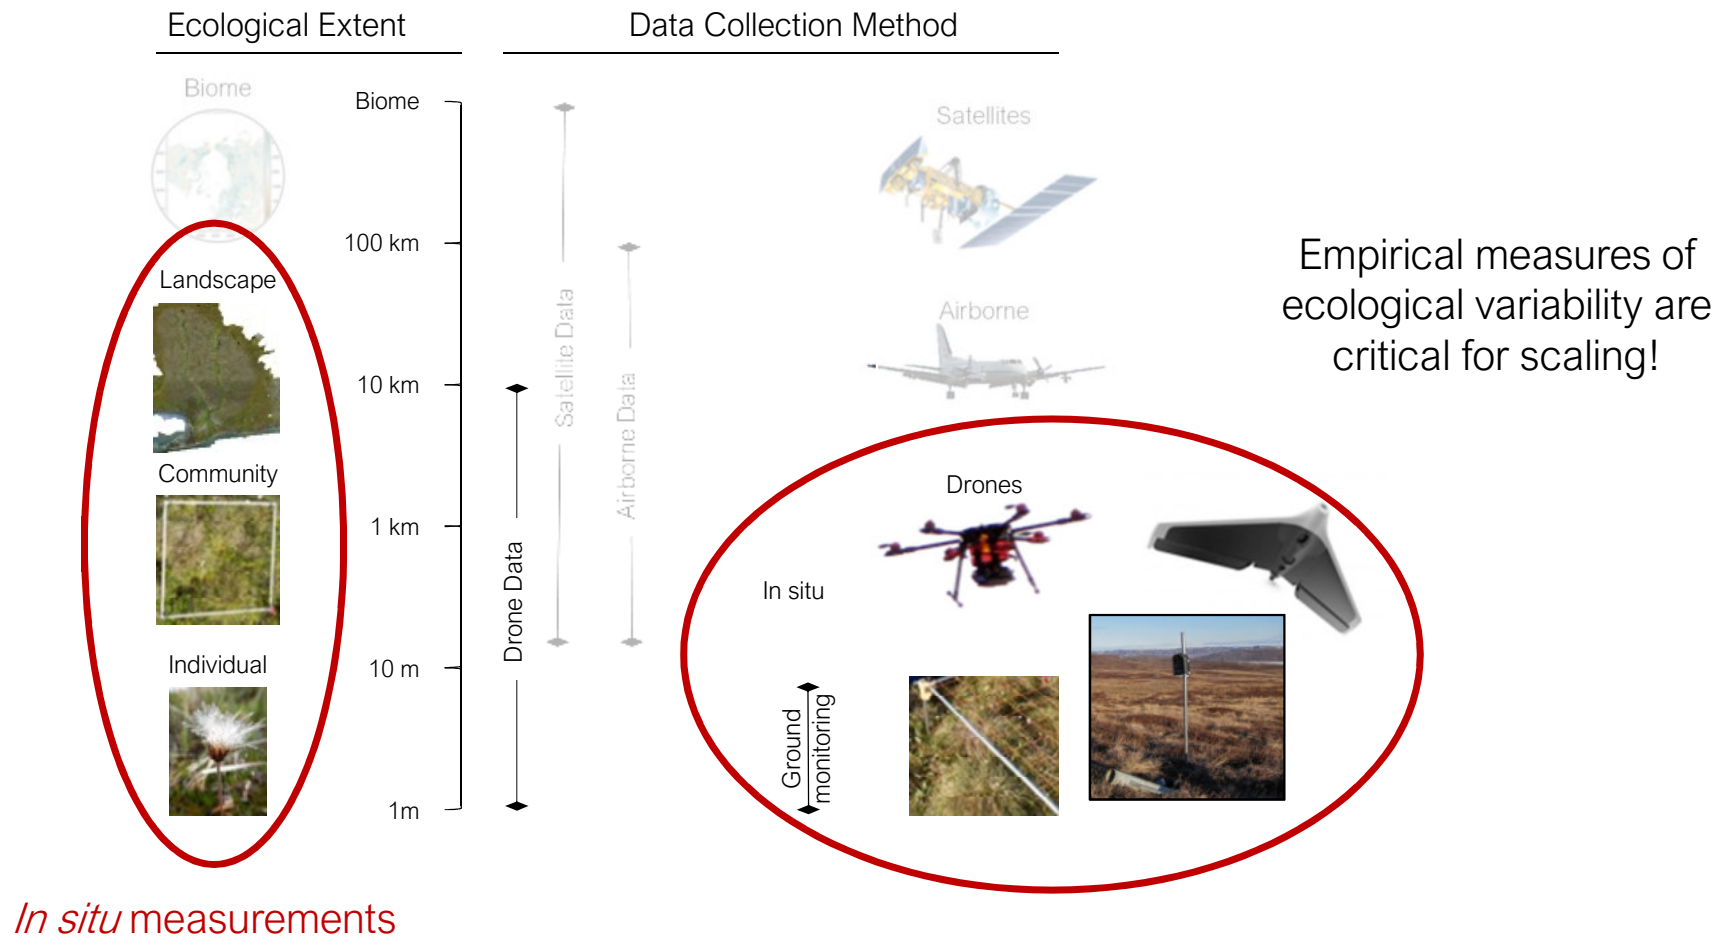 Ecological Extent
Data Collection Method
Biome
Landscape
Community
Individual
Biome
100 km
10 km
1 km
10 m
1m
Drone Data
Satellite Data
Airborne Data
Satellites
Airborne
Drones
In situ
Ground
monitoring
Empirical measures of
ecological variability are
critical for scaling!
In situ measurements